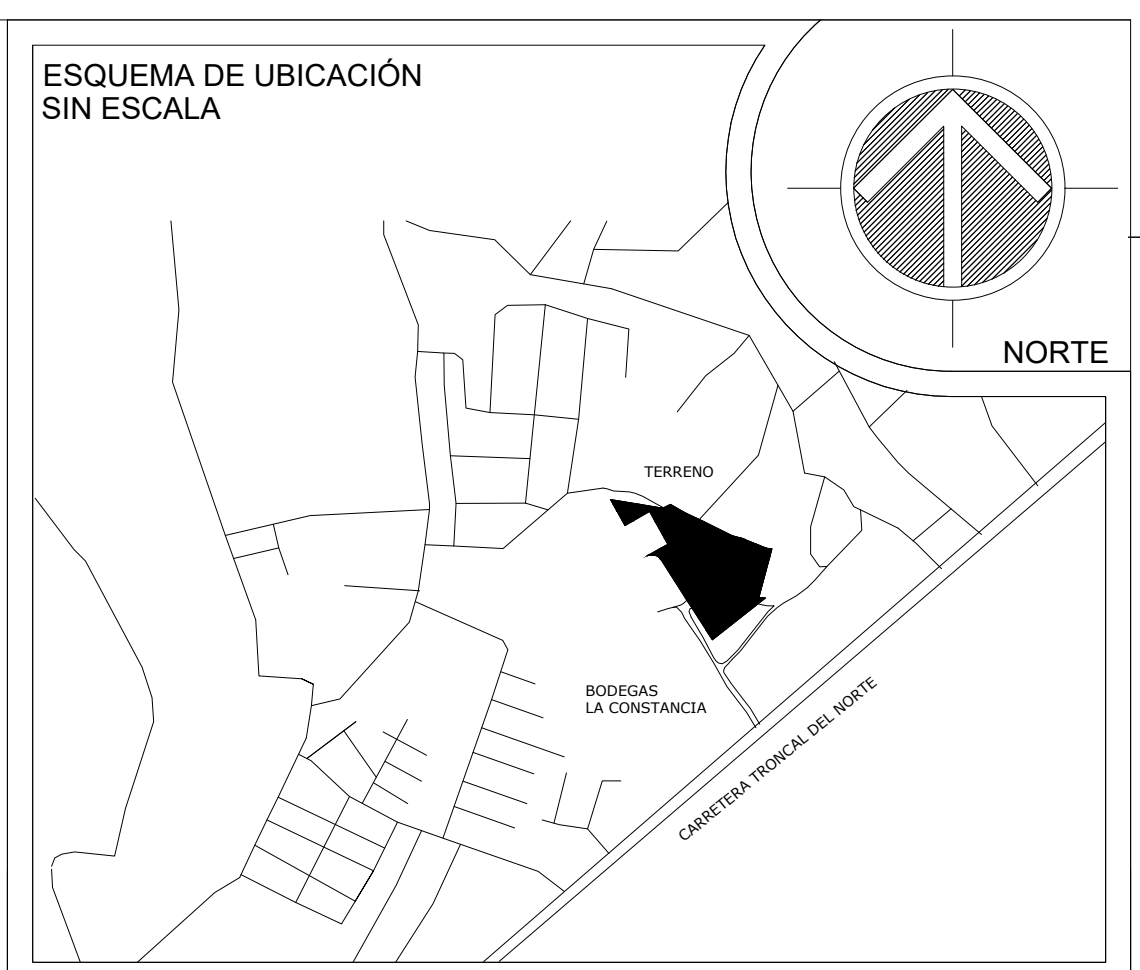 ESQUEMA DE UBICACIÓN
SIN ESCALA
NORTE
TERRENO
BODEGAS
LA CONSTANCIA
CARRETERA TRONCAL DEL NORTE